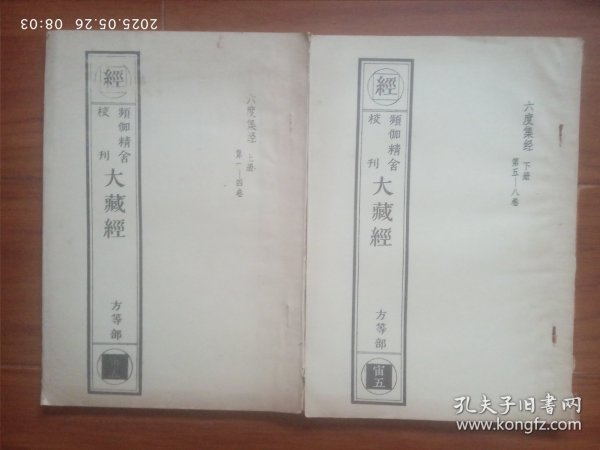 2025.05.26 08:03
經
頻伽精舍
校刊
大藏經
方等部
六度集經 上册
第一—四卷
經
頻伽精舍
校刊
大藏經
方等部
宙五
六度集经 下册
第五—八卷
孔夫子旧书网
www.kongfz.com